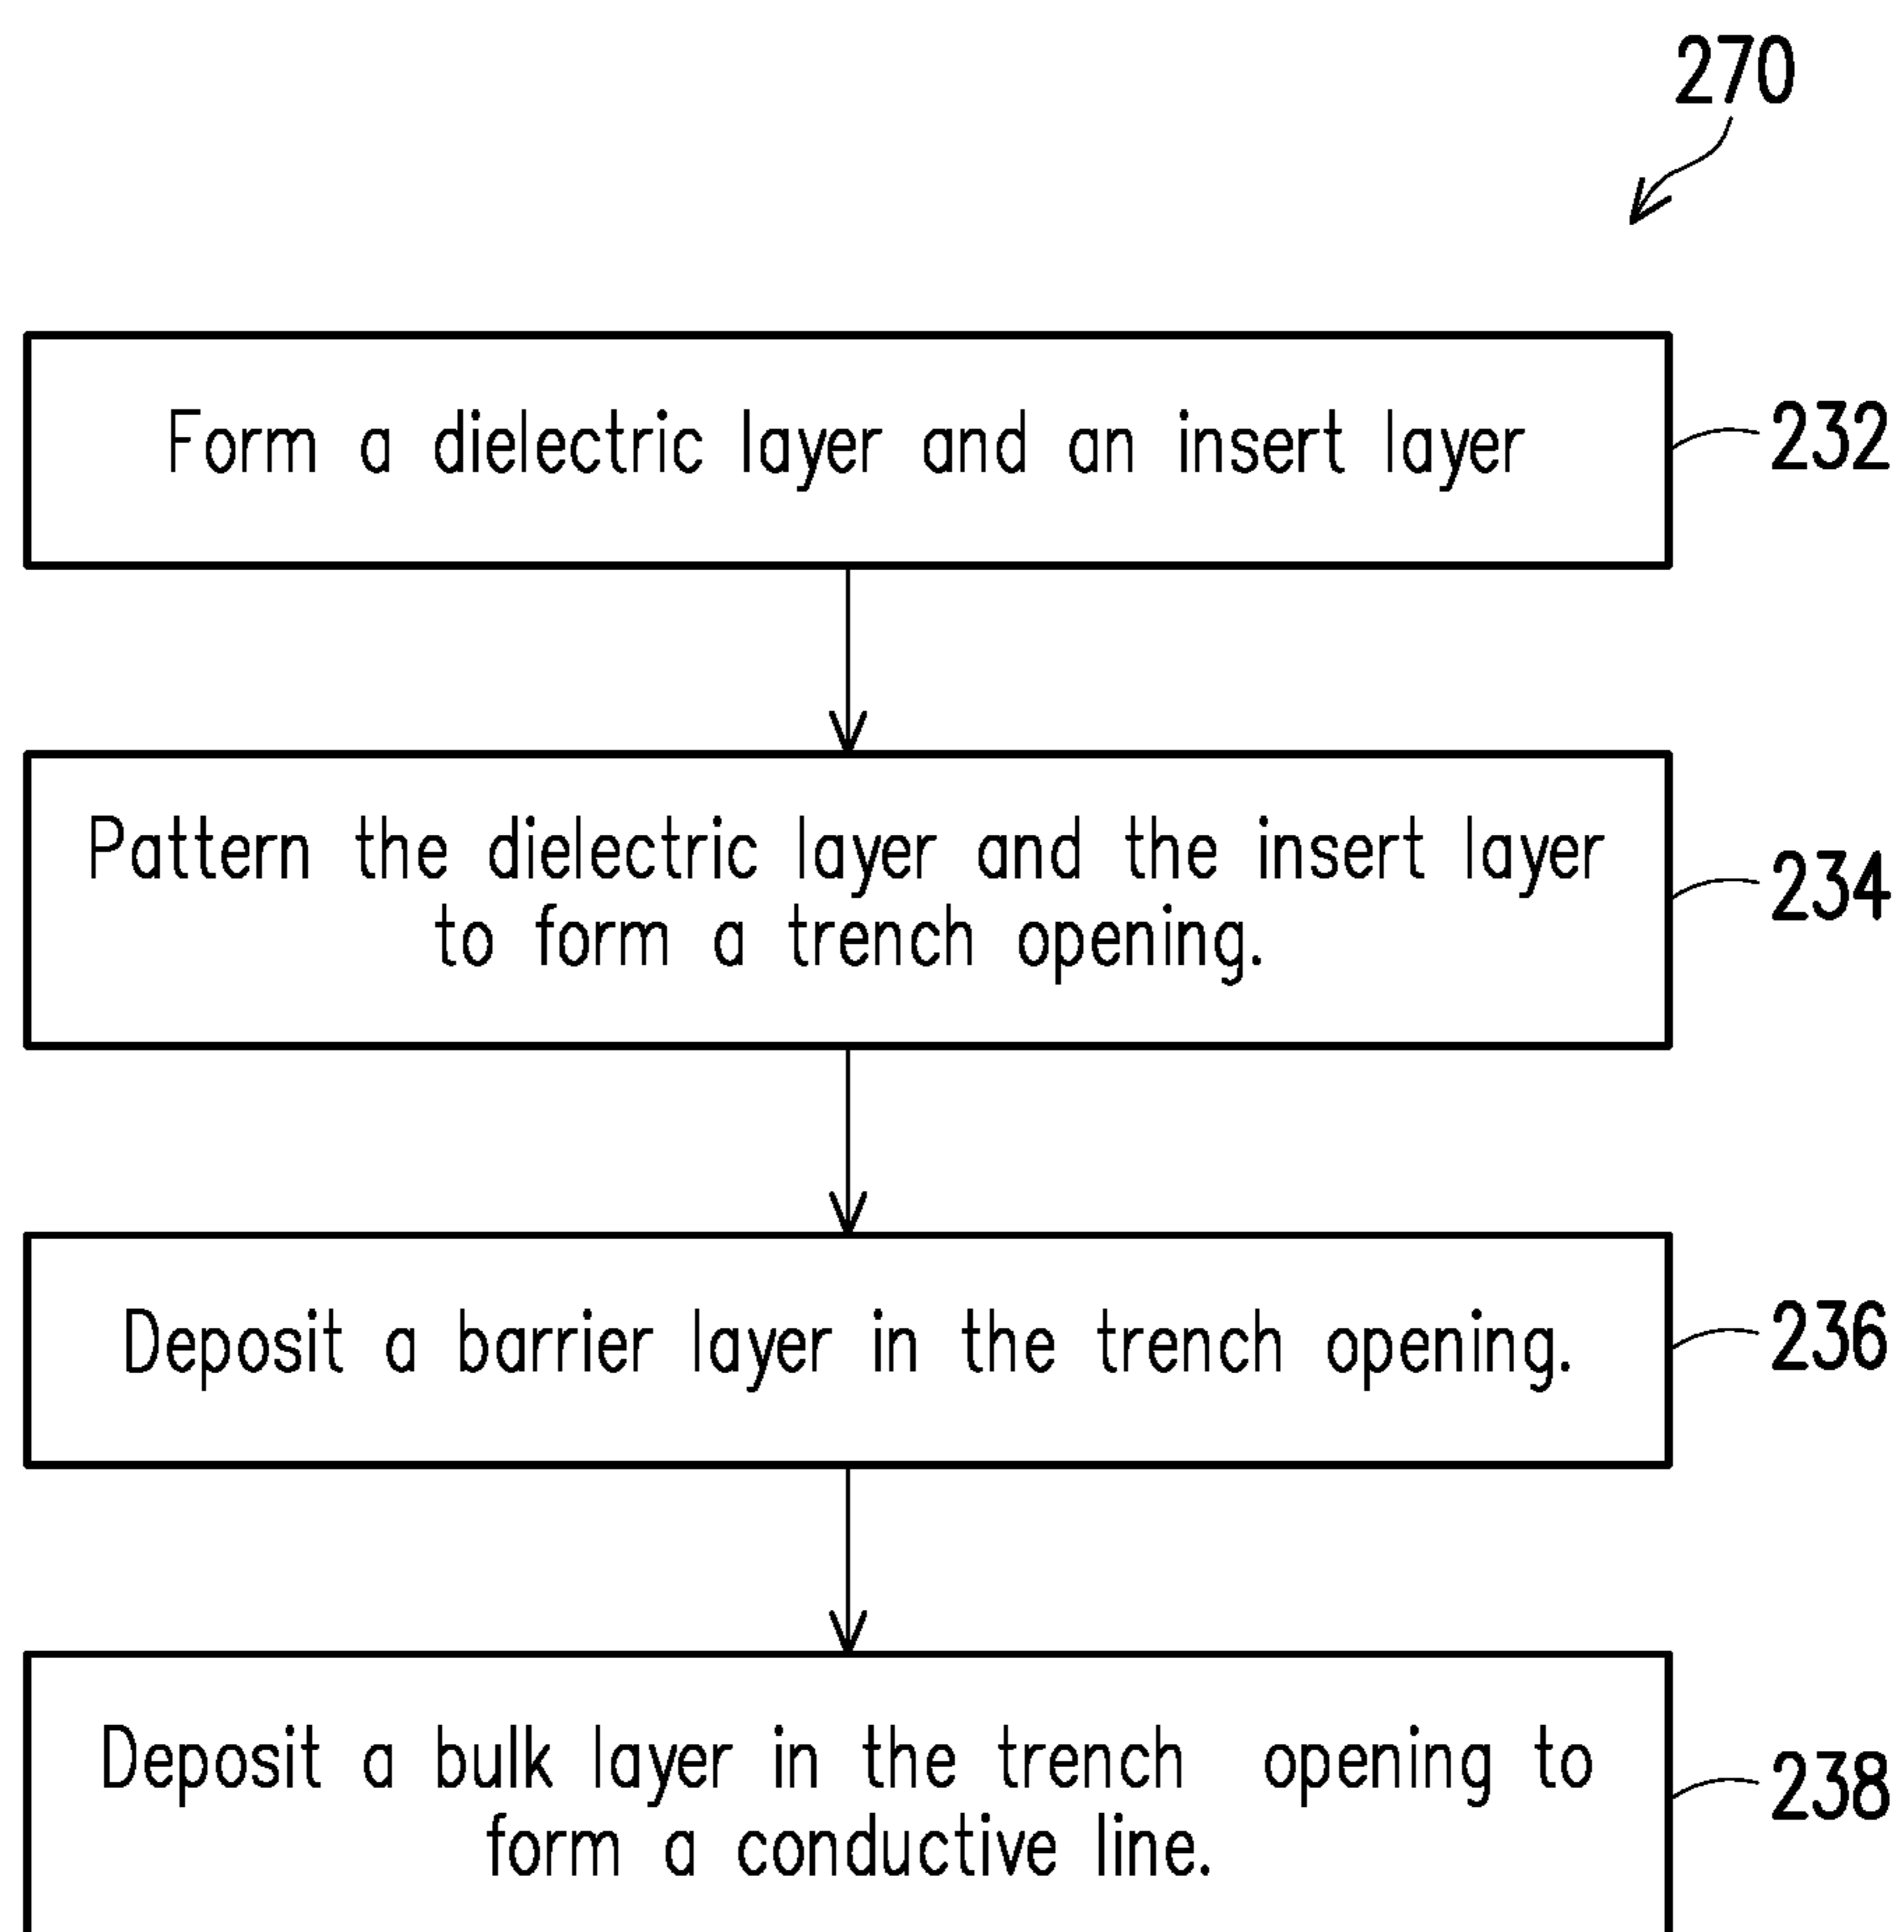 270
Form a dielectric layer and an insert layer
232
Pattern the dielectric layer and the insert layer
to form a trench opening.
234
Deposit a barrier layer in the trench opening.
236
Deposit a bulk layer in the trench opening to
form a conductive line.
238